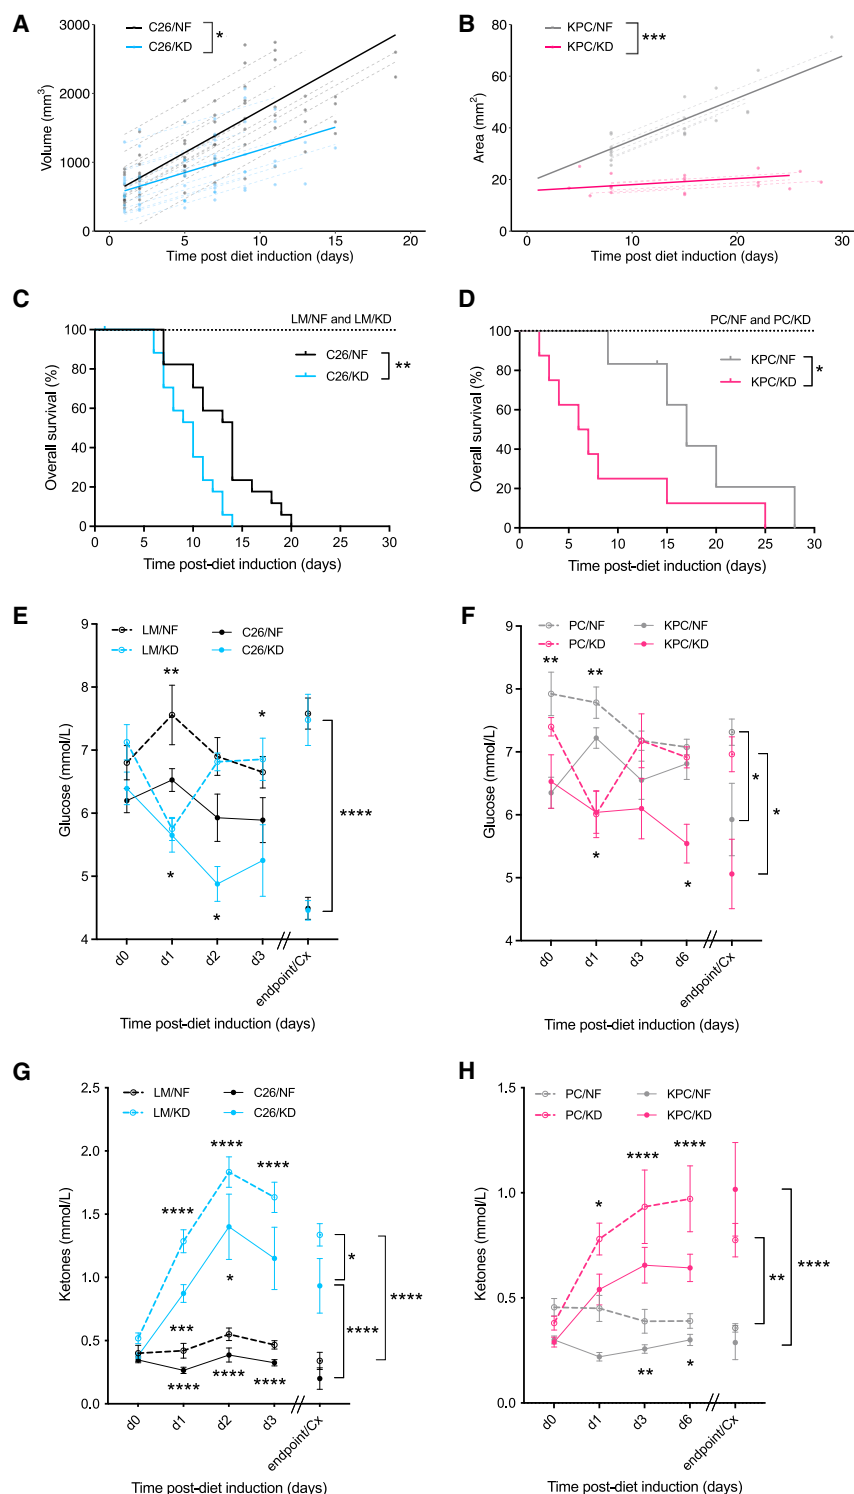 A
C26/NF
C26/KD
*
3000
2000
1000
0
Volume (mm3)
0 5 10 15 20
Time post diet induction (days)
B
KPC/NF
KPC/KD
***
80
60
40
20
0
Area (mm2)
0 10 20 30
Time post diet induction (days)
C
LM/NF and LM/KD
C26/NF
C26/KD
**
100
80
60
40
20
0
Overall survival (%)
0 5 10 15 20 25 30
Time post-diet induction (days)
D
PC/NF and PC/KD
KPC/NF
KPC/KD
*
100
80
60
40
20
0
Overall survival (%)
0 5 10 15 20 25 30
Time post-diet induction (days)
E
LM/NF C26/NF
LM/KD C26/KD
9
8
7
6
5
4
Glucose (mmol/L)
**
*
****
*
*
d0 d1 d2 d3 endpoint/Cx
Time post-diet induction (days)
F
PC/NF KPC/NF
PC/KD KPC/KD
9
8
7
6
5
4
Glucose (mmol/L)
** **
*
*
*
*
d0 d1 d3 d6 endpoint/Cx
Time post-diet induction (days)
G
LM/NF C26/NF
LM/KD C26/KD
2.5
2.0
1.5
1.0
0.5
0.0
Ketones (mmol/L)
****
****
****
*
*
****
****
***
****
****
****
d0 d1 d2 d3 endpoint/Cx
Time post-diet induction (days)
H
PC/NF KPC/NF
PC/KD KPC/KD
1.5
1.0
0.5
0.0
Ketones (mmol/L)
****
****
*
**
****
**
*
d0 d1 d3 d6 endpoint/Cx
Time post-diet induction (days)